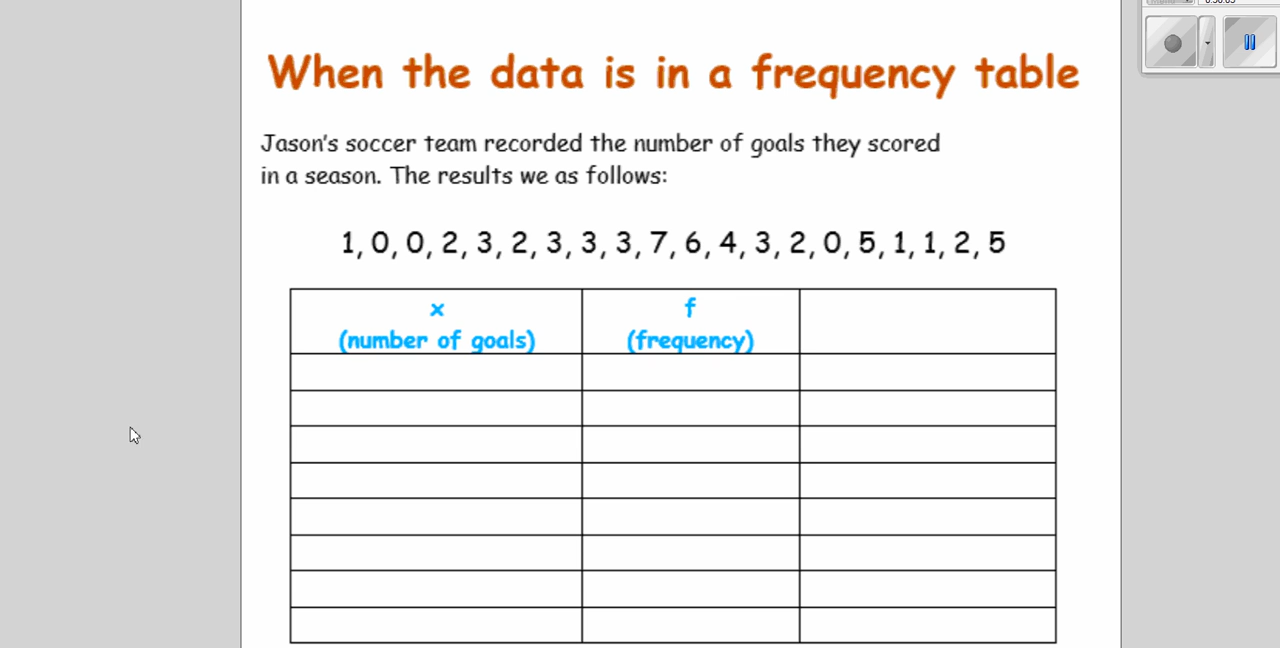 When the data is in a frequency table
Jason's soccer team recorded the number of goals they scored
in a season. The results we as follows:
1, 0, 0, 2, 3, 2, 3, 3, 3, 7, 6, 4, 3, 2, 0, 5, 1, 1, 2, 5
x
(number of goals)
f
(frequency)